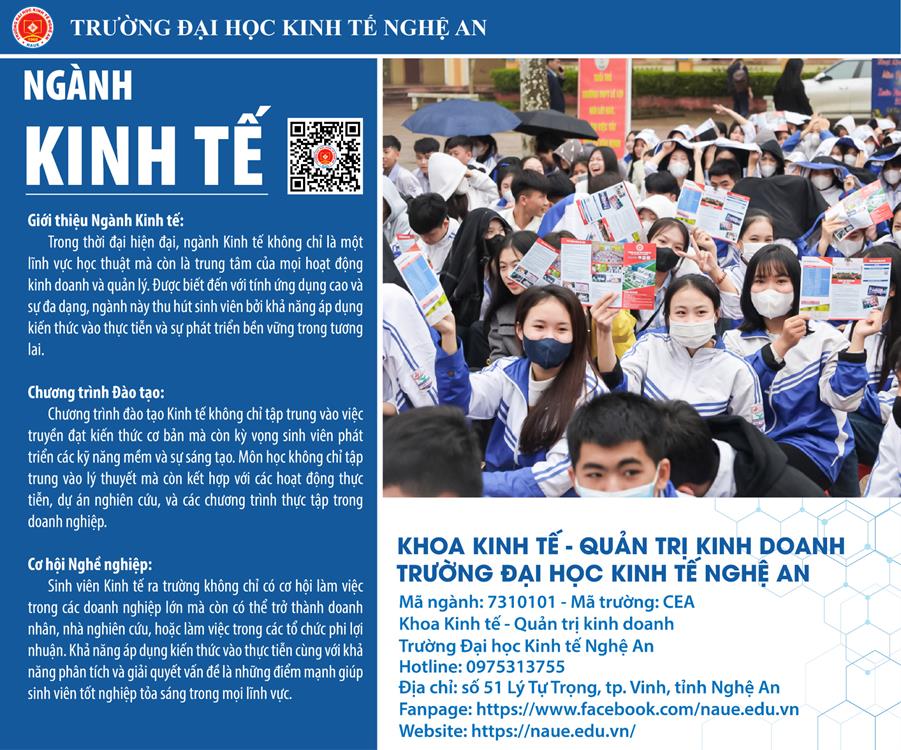 TRƯỜNG ĐẠI HỌC KINH TẾ NGHỆ AN
NGÀNH
KINH TẾ
Giới thiệu Ngành Kinh tế:
Trong thời đại hiện đại, ngành Kinh tế không chỉ là một
lĩnh vực học thuật mà còn là trung tâm của mọi hoạt động
kinh doanh và quản lý. Được biết đến với tính ứng dụng cao và
sự đa dạng, ngành này thu hút sinh viên bởi khả năng áp dụng
kiến thức vào thực tiễn và sự phát triển bền vững trong tương
lai.
Chương trình Đào tạo:
Chương trình đào tạo Kinh tế không chỉ tập trung vào việc
truyền đạt kiến thức cơ bản mà còn kỳ vọng sinh viên phát
triển các kỹ năng mềm và sự sáng tạo. Môn học không chỉ tập
trung vào lý thuyết mà còn kết hợp với các hoạt động thực
tiễn, dự án nghiên cứu, và các chương trình thực tập trong
doanh nghiệp.
Cơ hội Nghề nghiệp:
Sinh viên Kinh tế ra trường không chỉ có cơ hội làm việc
trong các doanh nghiệp lớn mà còn có thể trở thành doanh
nhân, nhà nghiên cứu, hoặc làm việc trong các tổ chức phi lợi
nhuận. Khả năng áp dụng kiến thức vào thực tiễn cùng với khả
năng phân tích và giải quyết vấn đề là những điểm mạnh giúp
sinh viên tốt nghiệp tỏa sáng trong mọi lĩnh vực.
TUỔI TRẺ
TRƯỜNG THPT LÊ LỢI
KHOA KINH TẾ - QUẢN TRỊ KINH DOANH
TRƯỜNG ĐẠI HỌC KINH TẾ NGHỆ AN
Mã ngành: 7310101 - Mã trường: CEA
Khoa Kinh tế - Quản trị kinh doanh
Trường Đại học Kinh tế Nghệ An
Hotline: 0975313755
Địa chỉ: số 51 Lý Tự Trọng, tp. Vinh, tỉnh Nghệ An
Fanpage: https://www.facebook.com/naue.edu.vn
Website: https://naue.edu.vn/